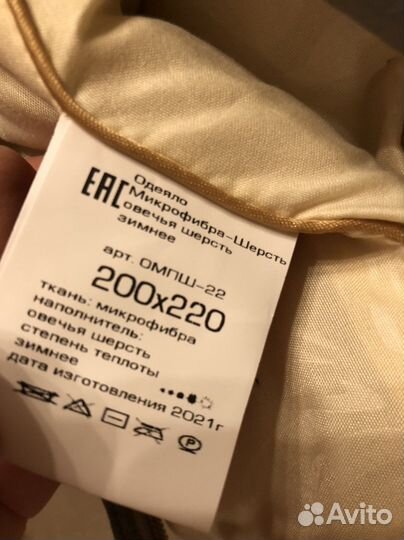 EAC
Одеяло
Микрофибра-Шерсть
овечья шерсть
зимнее
арт. ОМПШ-22
200х220
ткань: микрофибра
наполнитель:
овечья шерсть
степень теплоты
зимнее
дата изготовления 2021г
P
Avito